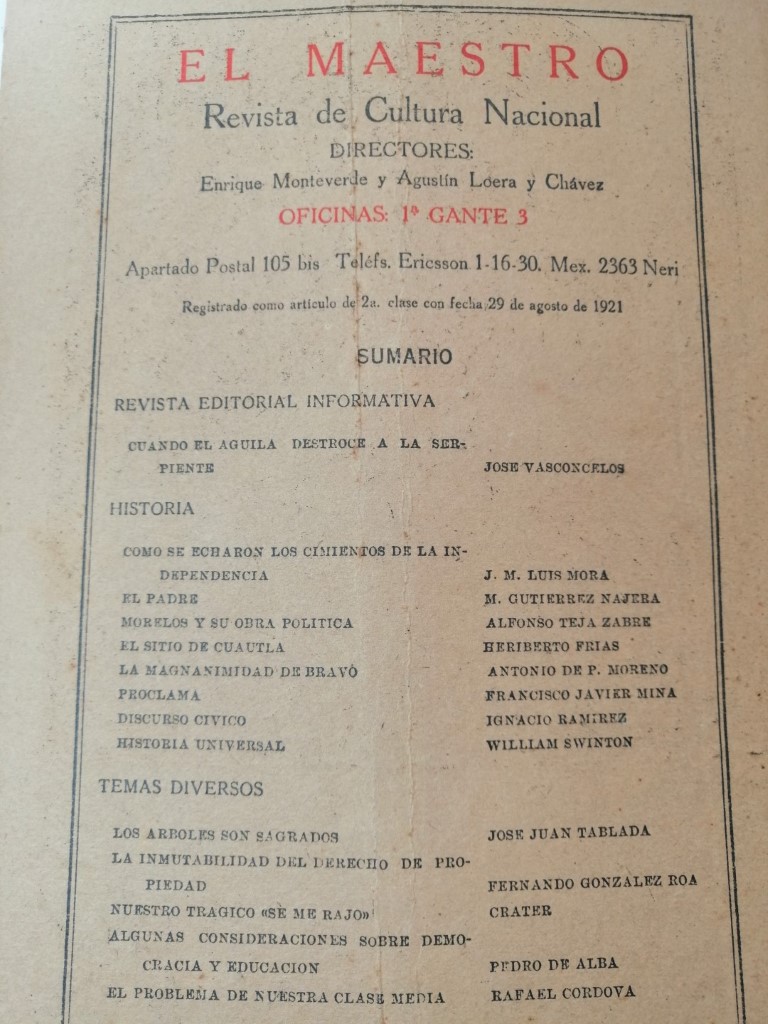 EL MAESTRO
Revista de Cultura Nacional
DIRECTORES:
Enrique Monteverde y Agustín Loera y Chávez
OFICINAS: 1ª GANTE 3
Apartado Postal 105 bis Teléfs. Ericsson 1-16-30. Mex. 2363 Neri
Registrado como artículo de 2a. clase con fecha 29 de agosto de 1921
SUMARIO
REVISTA EDITORIAL INFORMATIVA
CUANDO EL AGUILA DESTROCE A LA SER-
PIENTE JOSE VASCONCELOS
HISTORIA
COMO SE ECHARON LOS CIMIENTOS DE LA IN-
DEPENDENCIA J. M. LUIS MORA
EL PADRE M. GUTIERREZ NAJERA
MORELOS Y SU OBRA POLITICA ALFONSO TEJA ZABRE
EL SITIO DE CUAUTLA HERIBERTO FRIAS
LA MAGNANIMIDAD DE BRAVO ANTONIO DE P. MORENO
PROCLAMA FRANCISCO JAVIER MINA
DISCURSO CIVICO IGNACIO RAMIREZ
HISTORIA UNIVERSAL WILLIAM SWINTON
TEMAS DIVERSOS
LOS ARBOLES SON SAGRADOS JOSE JUAN TABLADA
LA INMUTABILIDAD DEL DERECHO DE PRO-
PIEDAD FERNANDO GONZALEZ ROA
NUESTRO TRAGICO «SE ME RAJO» CRATER
ALGUNAS CONSIDERACIONES SOBRE DEMO-
CRACIA Y EDUCACION PEDRO DE ALBA
EL PROBLEMA DE NUESTRA CLASE MEDIA RAFAEL CORDOVA